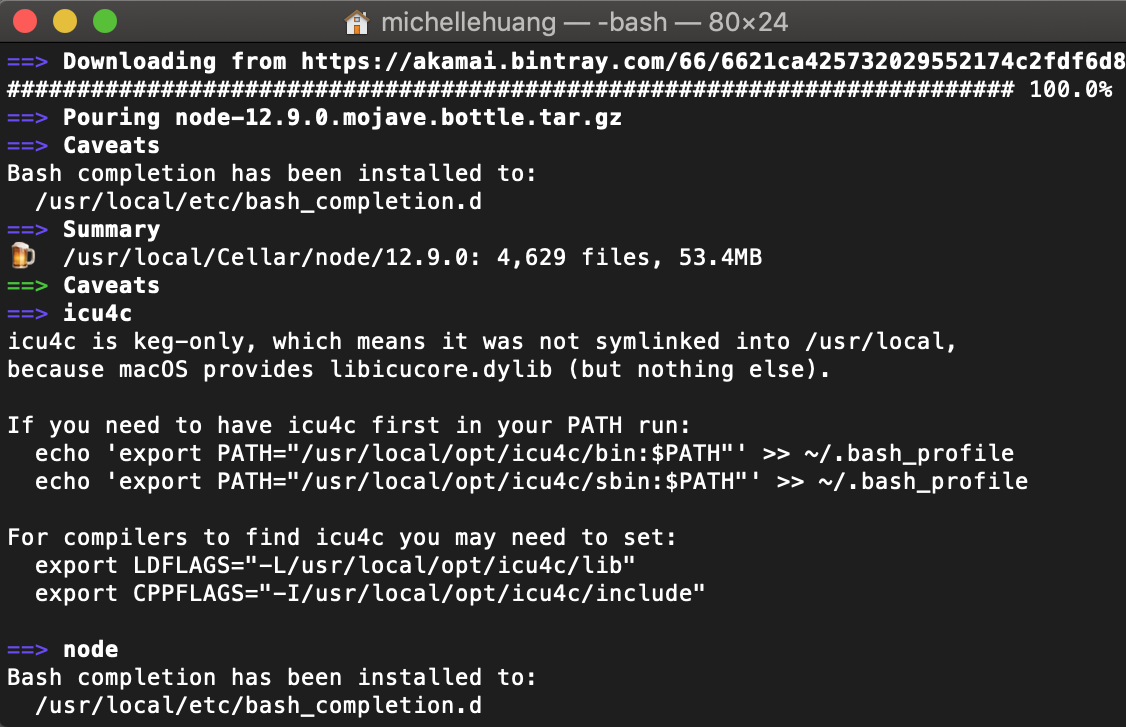 michellehuang — -bash — 80×24
==> Downloading from https://akamai.bintray.com/66/6621ca425732029552174c2fdf6d8
######################################################################## 100.0%
==> Pouring node-12.9.0.mojave.bottle.tar.gz
==> Caveats
Bash completion has been installed to:
  /usr/local/etc/bash_completion.d
==> Summary
🍺  /usr/local/Cellar/node/12.9.0: 4,629 files, 53.4MB
==> Caveats
==> icu4c
icu4c is keg-only, which means it was not symlinked into /usr/local,
because macOS provides libicucore.dylib (but nothing else).

If you need to have icu4c first in your PATH run:
  echo 'export PATH="/usr/local/opt/icu4c/bin:$PATH"' >> ~/.bash_profile
  echo 'export PATH="/usr/local/opt/icu4c/sbin:$PATH"' >> ~/.bash_profile

For compilers to find icu4c you may need to set:
  export LDFLAGS="-L/usr/local/opt/icu4c/lib"
  export CPPFLAGS="-I/usr/local/opt/icu4c/include"

==> node
Bash completion has been installed to:
  /usr/local/etc/bash_completion.d